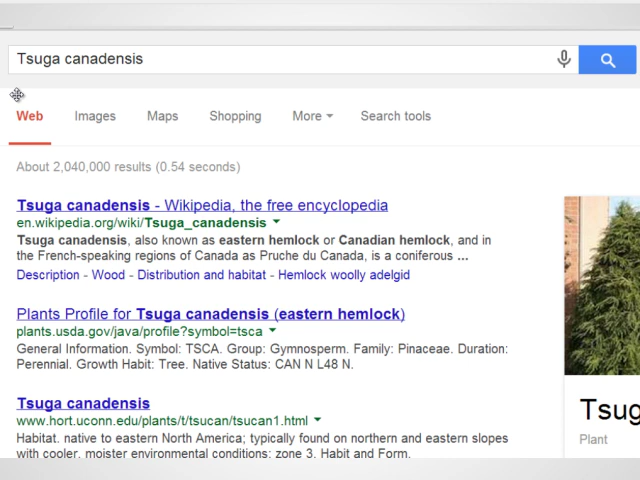 Tsuga canadensis
Web Images Maps Shopping More Search tools
About 2,040,000 results (0.54 seconds)
Tsuga canadensis - Wikipedia, the free encyclopedia
en.wikipedia.org/wiki/Tsuga_canadensis
Tsuga canadensis, also known as eastern hemlock or Canadian hemlock, and in
the French-speaking regions of Canada as Pruche du Canada, is a coniferous ...
Description - Wood - Distribution and habitat - Hemlock woolly adelgid
Plants Profile for Tsuga canadensis (eastern hemlock)
plants.usda.gov/java/profile?symbol=tsca
General Information. Symbol: TSCA. Group: Gymnosperm. Family: Pinaceae. Duration:
Perennial. Growth Habit: Tree. Native Status: CAN N L48 N.
Tsuga canadensis
www.hort.uconn.edu/plants/t/tsucan/tsucan1.html
Habitat. native to eastern North America; typically found on northern and eastern slopes
with cooler, moister environmental conditions; zone 3. Habit and Form.
Tsug
Plant